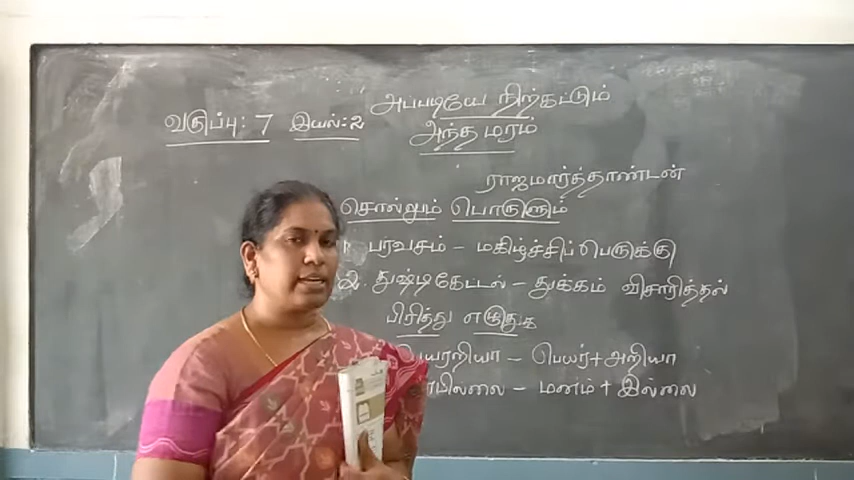 அப்படியே நிற்கட்டும்
வகுப்பு: 7 இயல்: 2 அந்த மரம்
ராஜமார்த்தாண்டன்
சொல்லும் பொருளும்
1. பரவசம் – மகிழ்ச்சிப்பெருக்கு
2. துஷ்டிகேட்டல் – துக்கம் விசாரித்தல்
பிரித்து எழுதுக
யரறியா – பெயர்+அறியா
மில்லை – மனம் + இல்லை